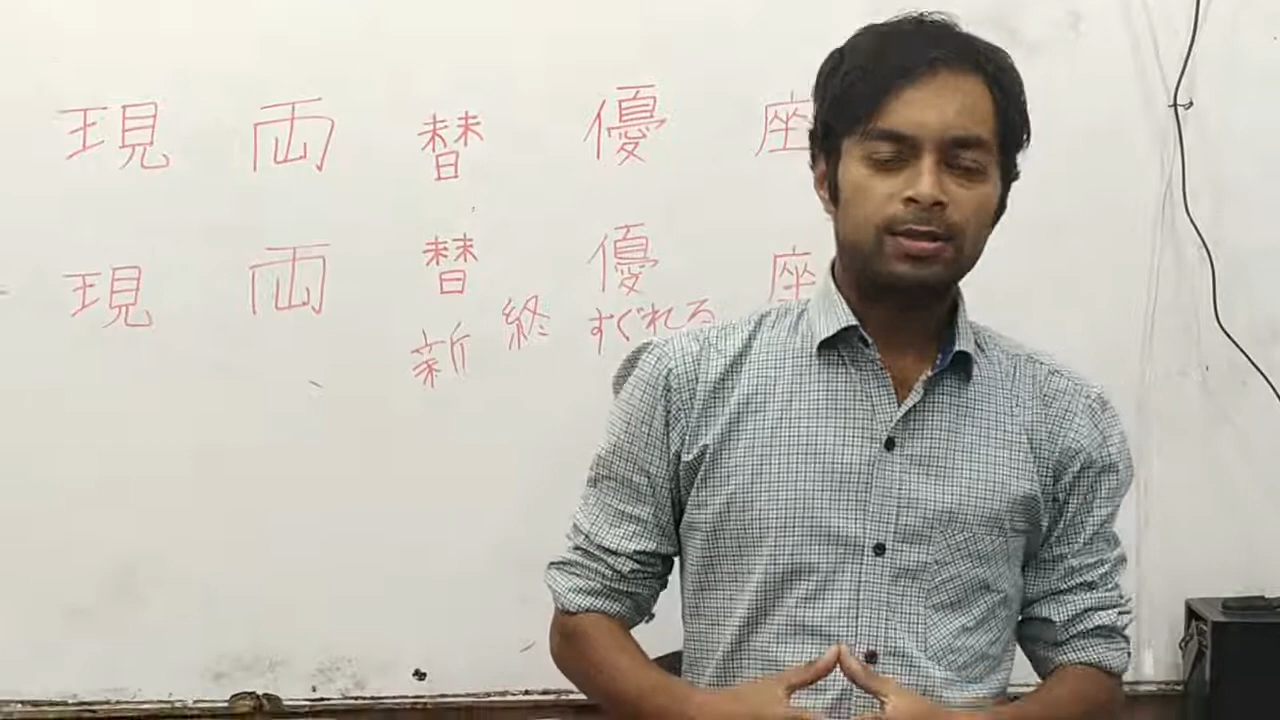 現 両 替 優 座
現 両 替 優 座
新 終 すぐれる